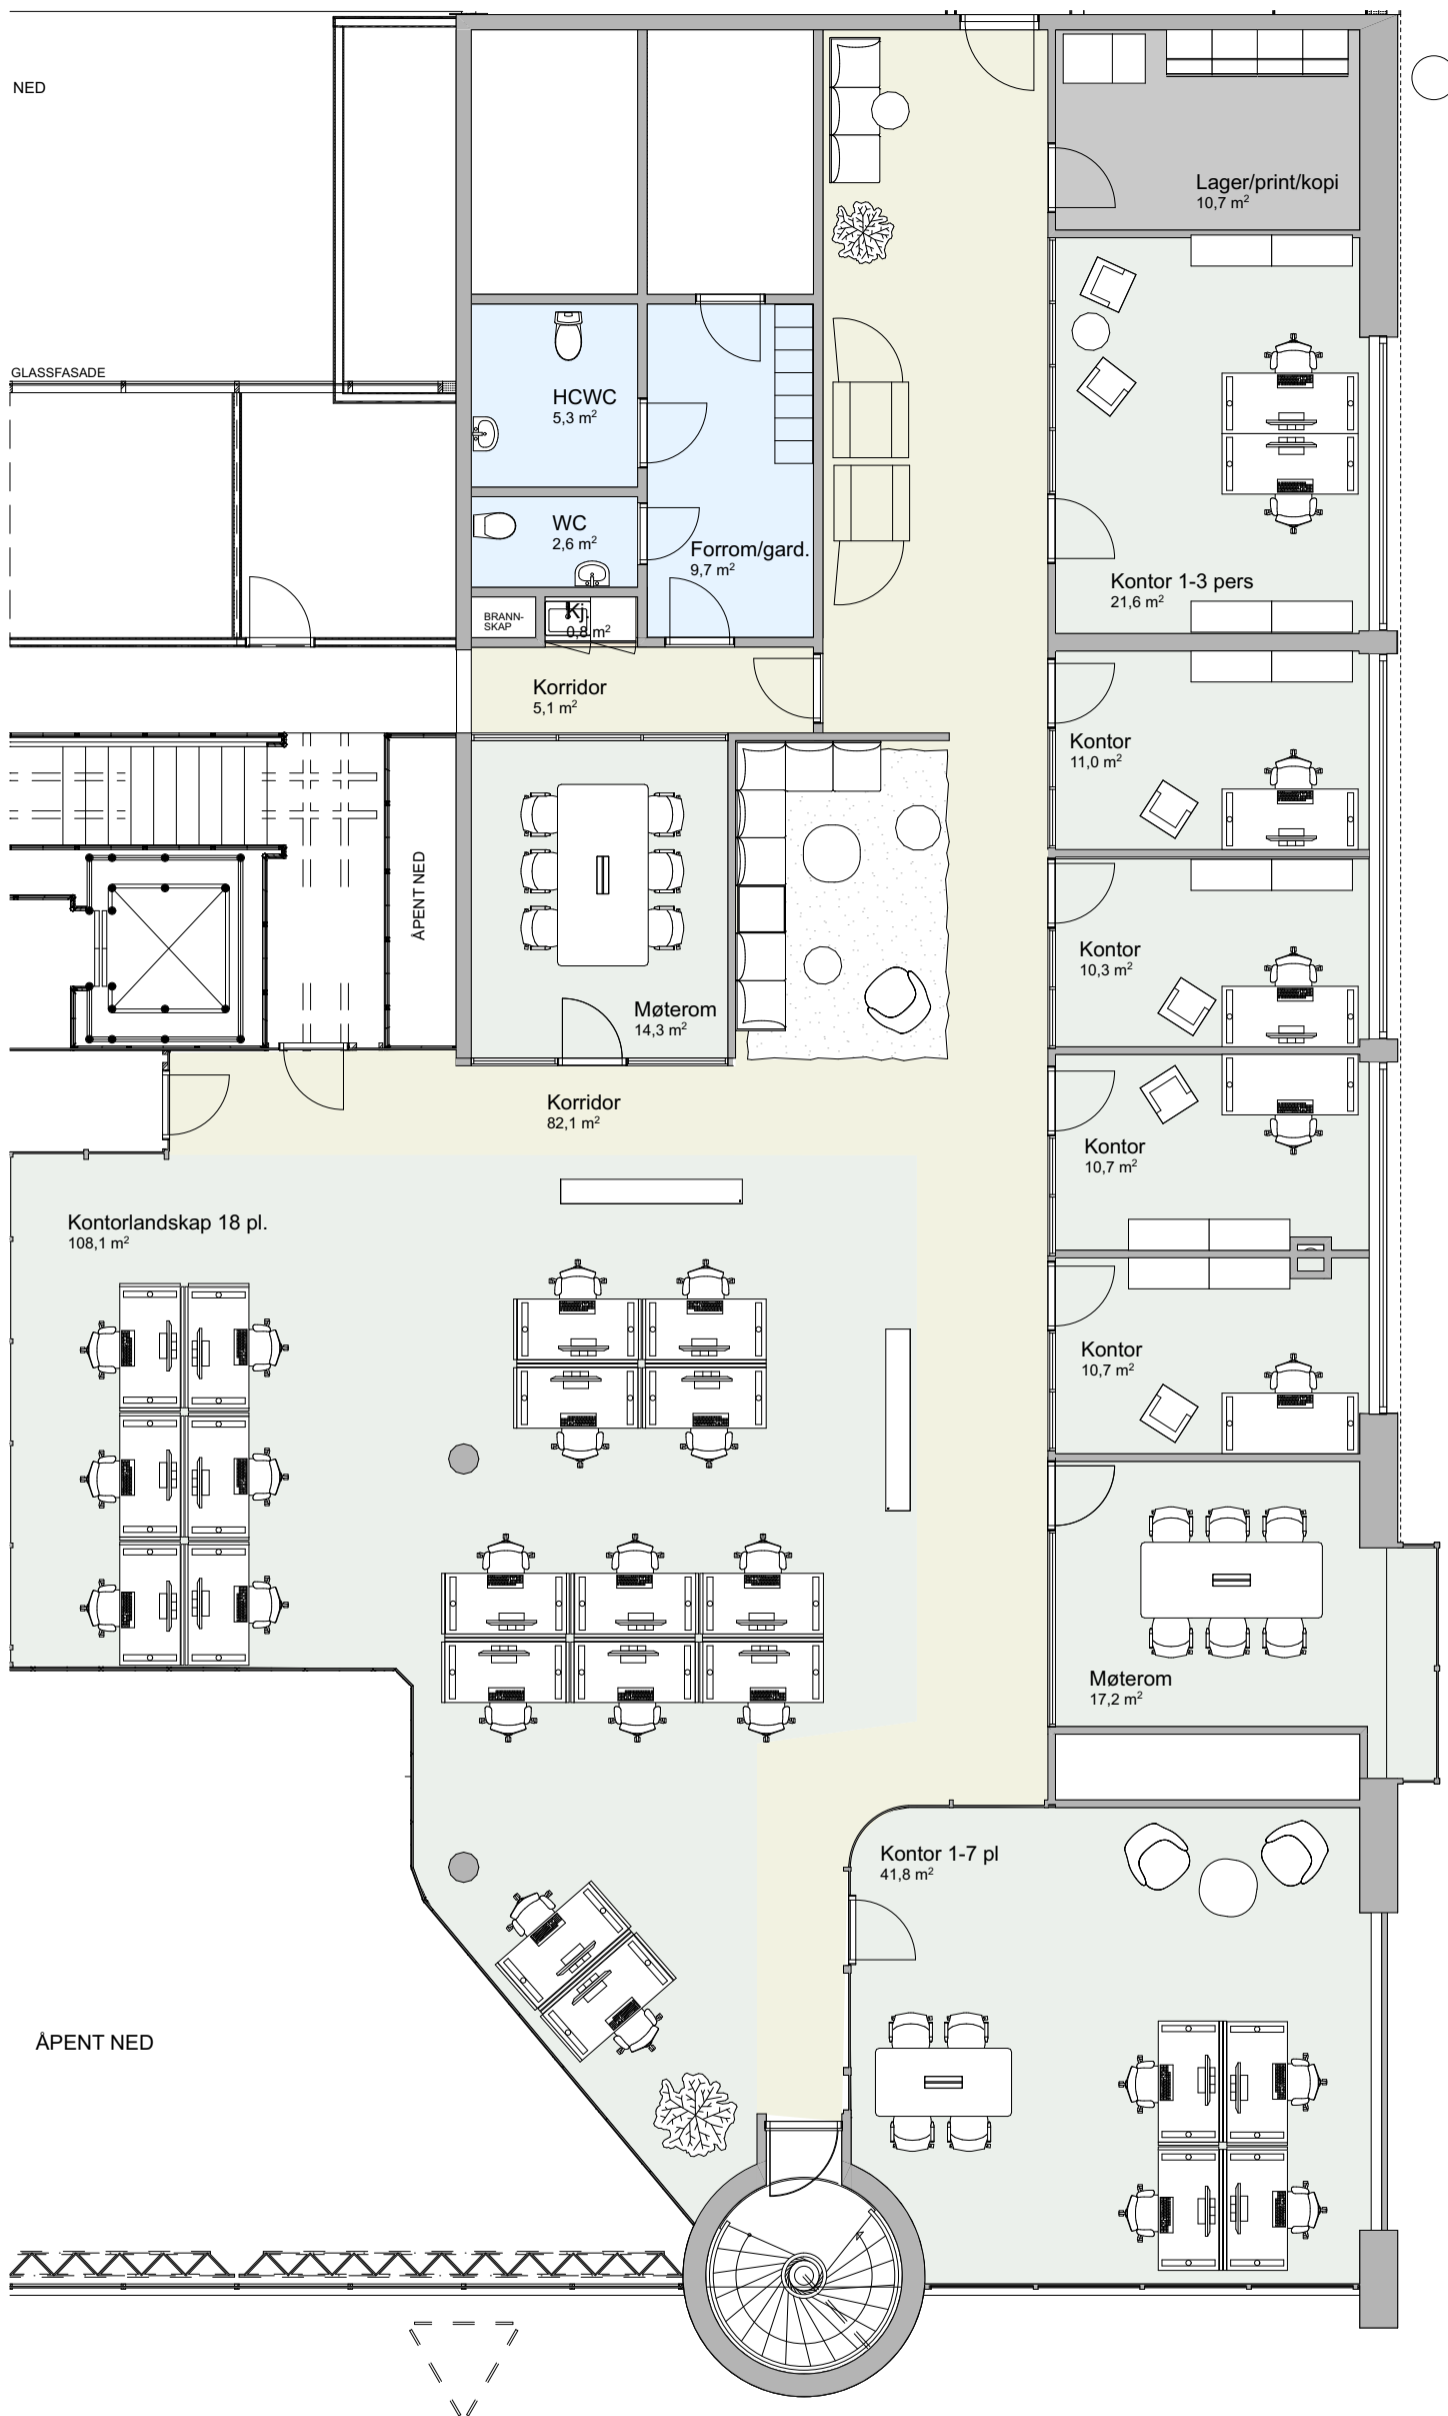 NED
Lager/print/kopi
10,7 m²
GLASSFASADE
HCWC
5,3 m²
WC
2,6 m²
Forrom/gard.
9,7 m²
Kontor 1-3 pers
21,6 m²
BRANN-
SKAP
Kj.
0,8 m²
Korridor
5,1 m²
Kontor
11,0 m²
ÅPENT NED
Kontor
10,3 m²
Møterom
14,3 m²
Korridor
82,1 m²
Kontor
10,7 m²
Kontorlandskap 18 pl.
108,1 m²
Kontor
10,7 m²
Møterom
17,2 m²
Kontor 1-7 pl
41,8 m²
ÅPENT NED